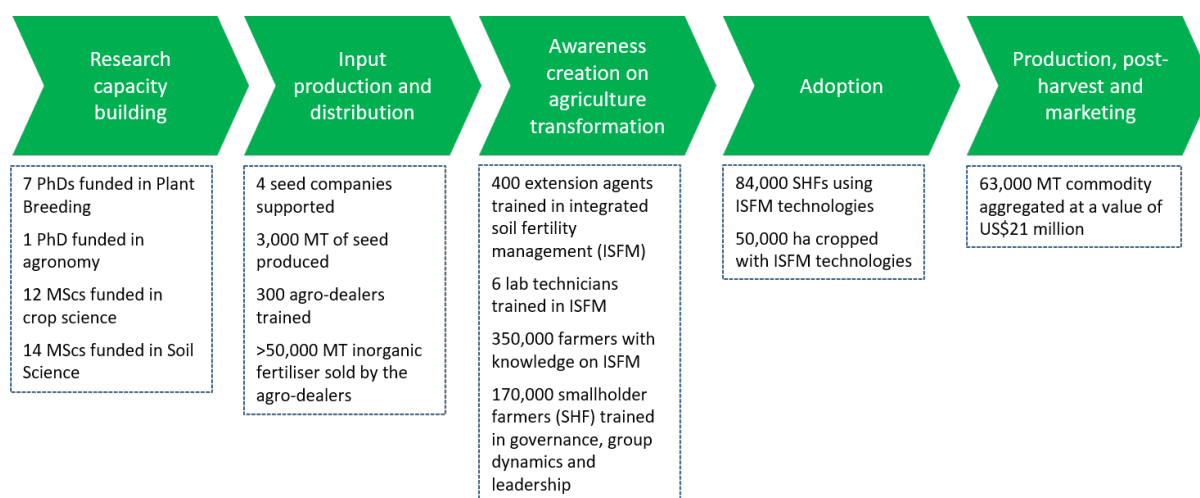 Research
capacity
building
7 PhDs funded in Plant
Breeding
1 PhD funded in
agronomy
12 MScs funded in
crop science
14 MScs funded in Soil
Science
Input
production and
distribution
4 seed companies
supported
3,000 MT of seed
produced
300 agro-dealers
trained
>50,000 MT inorganic
fertiliser sold by the
agro-dealers
Awareness
creation on
agriculture
transformation
400 extension agents
trained in integrated
soil fertility
management (ISFM)
6 lab technicians
trained in ISFM
350,000 farmers with
knowledge on ISFM
170,000 smallholder
farmers (SHF) trained
in governance, group
dynamics and
leadership
Adoption
84,000 SHFs using
ISFM technologies
50,000 ha cropped
with ISFM technologies
Production, post-
harvest and
marketing
63,000 MT commodity
aggregated at a value of
US$21 million